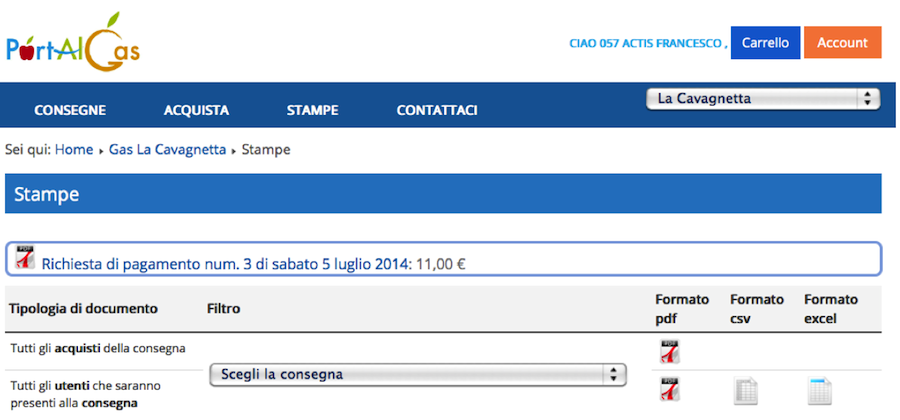 PortAlGas
CIAO 057 ACTIS FRANCESCO , Carrello Account
CONSEGNE ACQUISTA STAMPE CONTATTACI La Cavagnetta
Sei qui: Home ▸ Gas La Cavagnetta ▸ Stampe
Stampe
PDF Richiesta di pagamento num. 3 di sabato 5 luglio 2014: 11,00 €
Tipologia di documento Filtro Formato pdf Formato csv Formato excel
Tutti gli acquisti della consegna PDF
Scegli la consegna
Tutti gli utenti che saranno PDF
presenti alla consegna